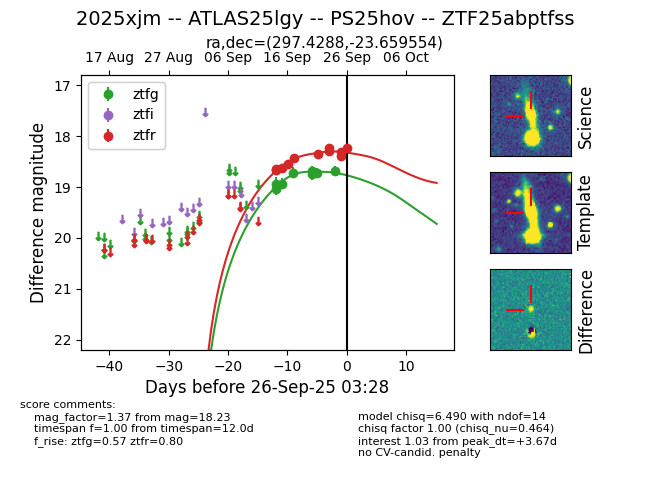 2025xjm -- ATLAS25lgy -- PS25hov -- ZTF25abptfss
ra,dec=(297.4288,-23.659554)
17 Aug 27 Aug 06 Sep 16 Sep 26 Sep 06 Oct
ztfg
ztfi
ztfr
17
18
19
20
21
22
Difference magnitude
−40 −30 −20 −10 0 10
Days before 26-Sep-25 03:28
Science
Template
Difference
score comments:
mag_factor=1.37 from mag=18.23
timespan f=1.00 from timespan=12.0d
f_rise: ztfg=0.57 ztfr=0.80
model chisq=6.490 with ndof=14
chisq factor 1.00 (chisq_nu=0.464)
interest 1.03 from peak_dt=+3.67d
no CV-candid. penalty